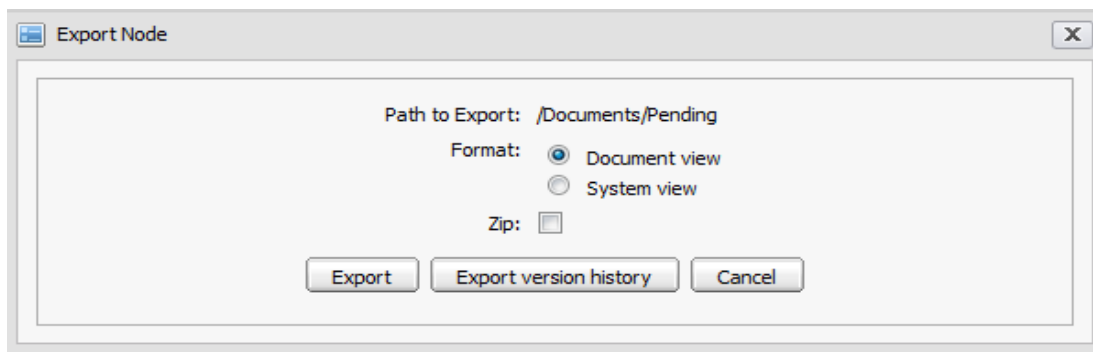 Export Node
Path to Export: /Documents/Pending
Format: Document view
System view
Zip:
Export Export version history Cancel